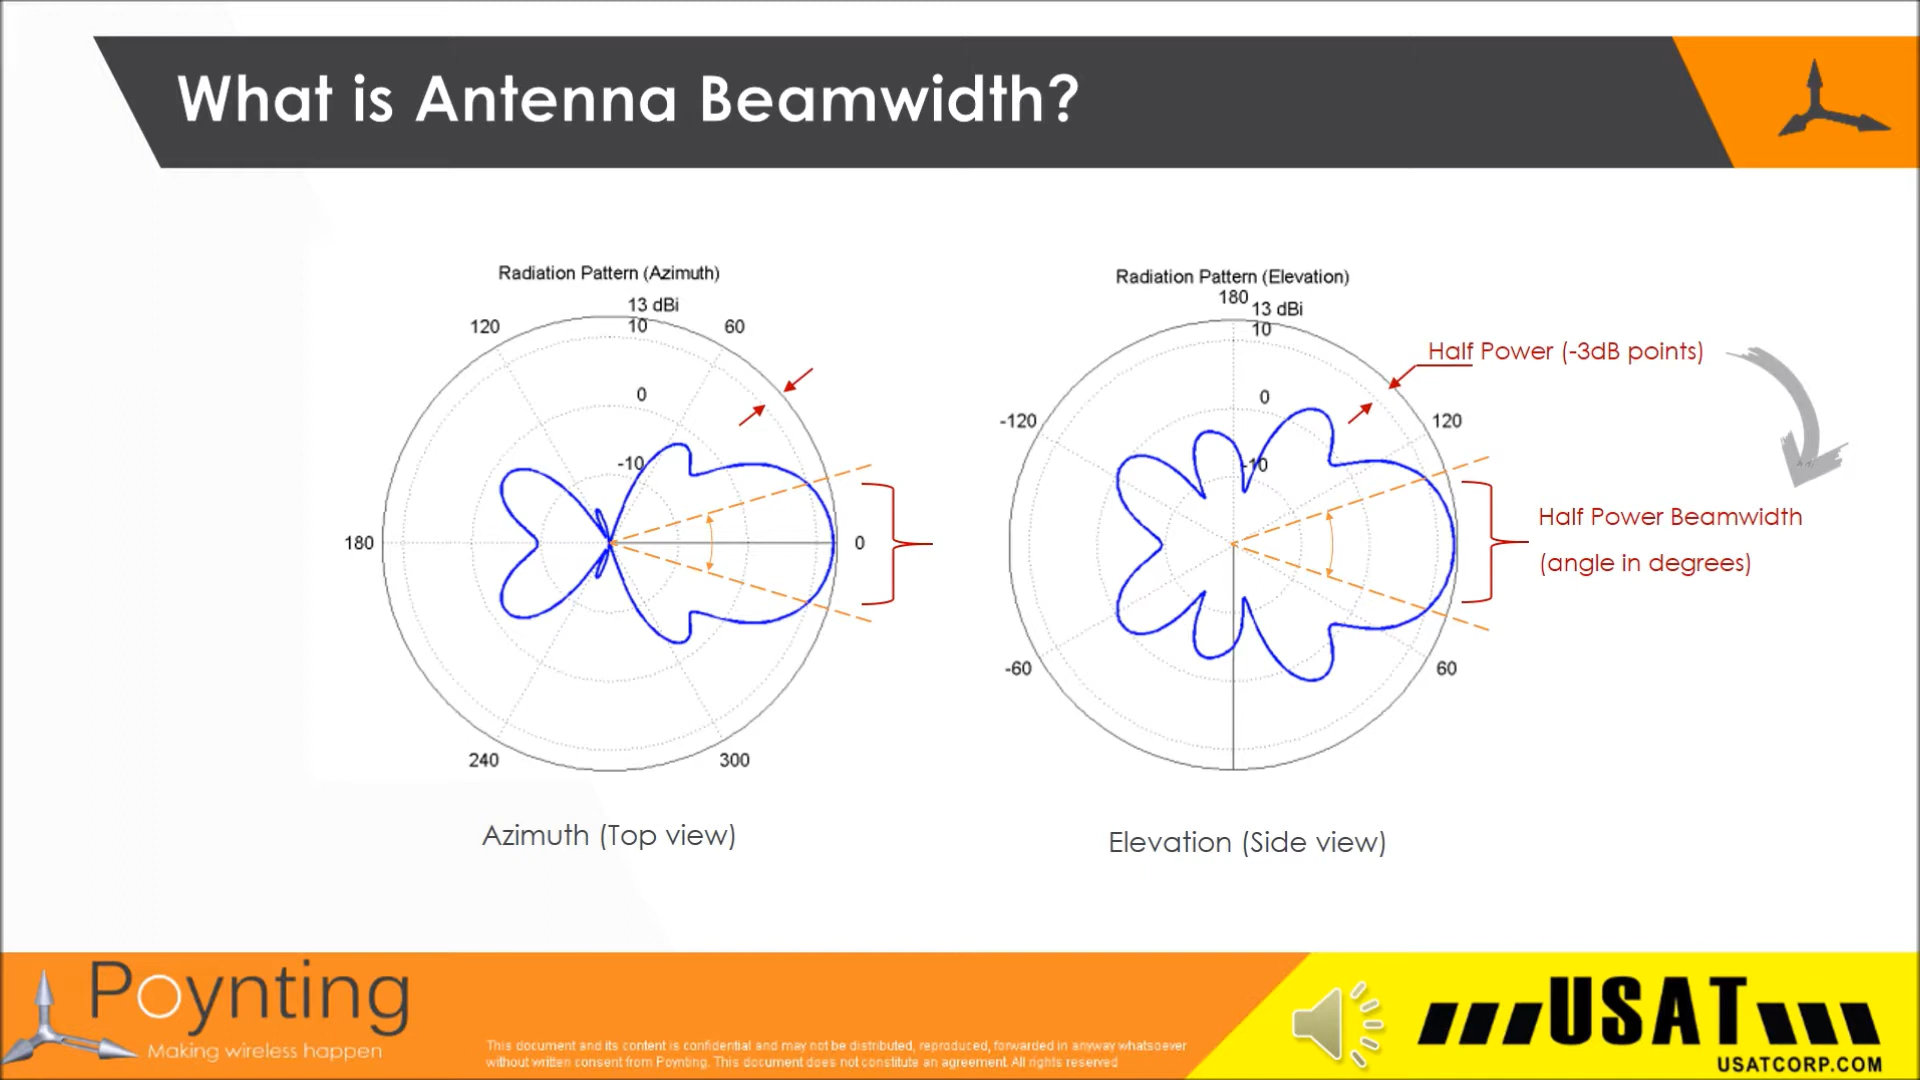 What is Antenna Beamwidth?
Radiation Pattern (Azimuth)
13 dBi
10
120
60
0
-10
180
0
240
300
Azimuth (Top view)
Radiation Pattern (Elevation)
180
13 dBi
10
0
-120
120
-10
-60
60
Elevation (Side view)
Half Power (-3dB points)
Half Power Beamwidth
(angle in degrees)
Poynting
Making wireless happen
This document and its content is confidential and may not be distributed, reproduced, forwarded in anyway whatsoever
without written consent from Poynting. This document does not constitute an agreement. All rights reserved
USAT
USATCORP.COM